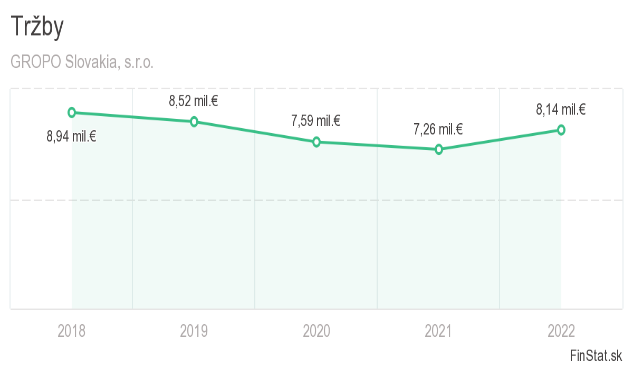 Tržby
GROPO Slovakia, s.r.o.
8,94 mil.€
8,52 mil.€
7,59 mil.€
7,26 mil.€
8,14 mil.€
2018
2019
2020
2021
2022
FinStat.sk